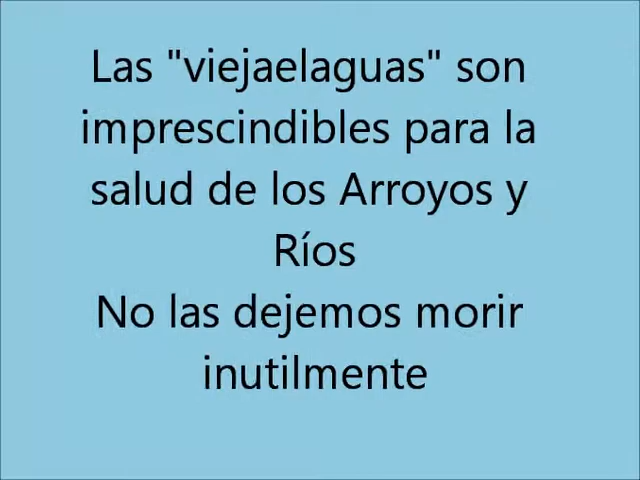 Las "viejaelaguas" son
imprescindibles para la
salud de los Arroyos y
Ríos
No las dejemos morir
inutilmente